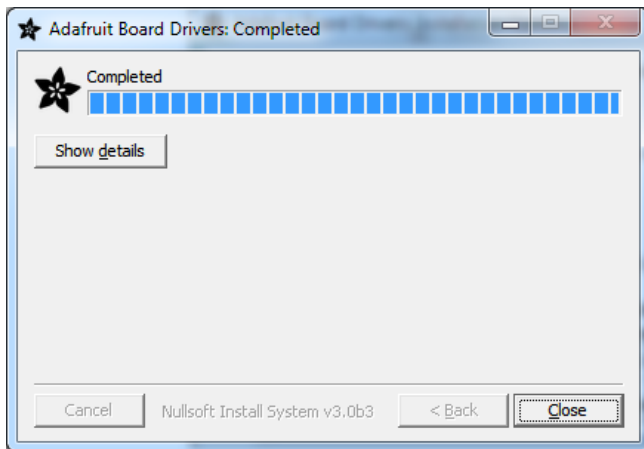 Adafruit Board Drivers: Completed
Completed
Show details
Cancel
Nullsoft Install System v3.0b3
< Back
Close